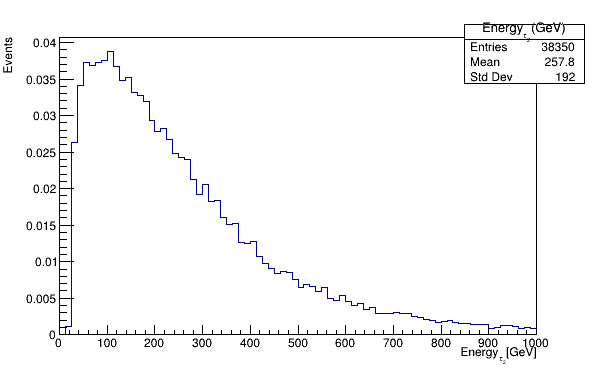 Energy_τ₂ (GeV)
Entries 38350
Mean 257.8
Std Dev 192
Events
0.04
0.035
0.03
0.025
0.02
0.015
0.01
0.005
0
0 100 200 300 400 500 600 700 800 900 1000
Energy_τ₂ [GeV]